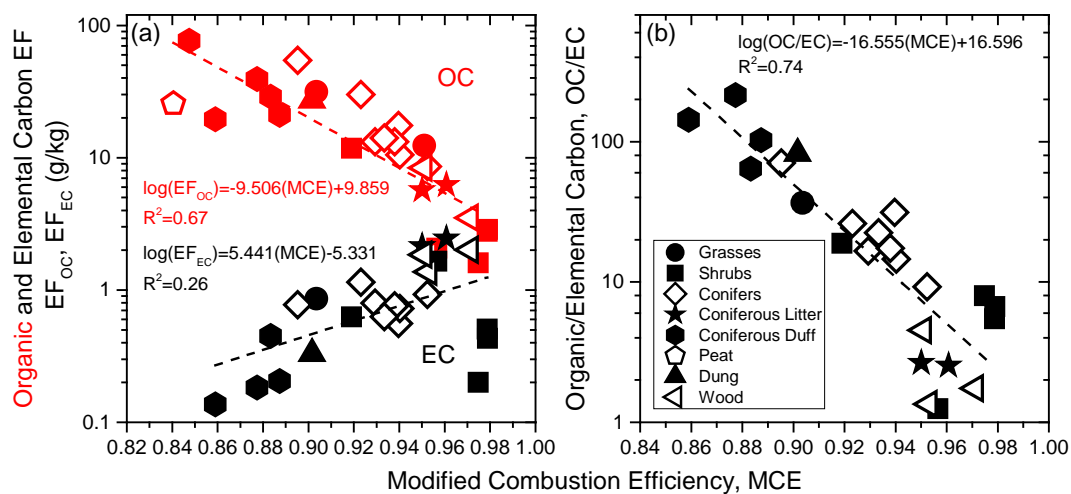 Organic and Elemental Carbon EF
EF_OC, EF_EC (g/kg)
100
10
1
0.1
(a)
OC
log(EF_OC)=-9.506(MCE)+9.859
R²=0.67
log(EF_EC)=5.441(MCE)-5.331
R²=0.26
EC
0.82 0.84 0.86 0.88 0.90 0.92 0.94 0.96 0.98 1.00
Organic/Elemental Carbon, OC/EC
100
10
1
(b)
log(OC/EC)=-16.555(MCE)+16.596
R²=0.74
Grasses
Shrubs
Conifers
Coniferous Litter
Coniferous Duff
Peat
Dung
Wood
0.84 0.86 0.88 0.90 0.92 0.94 0.96 0.98 1.00
Modified Combustion Efficiency, MCE